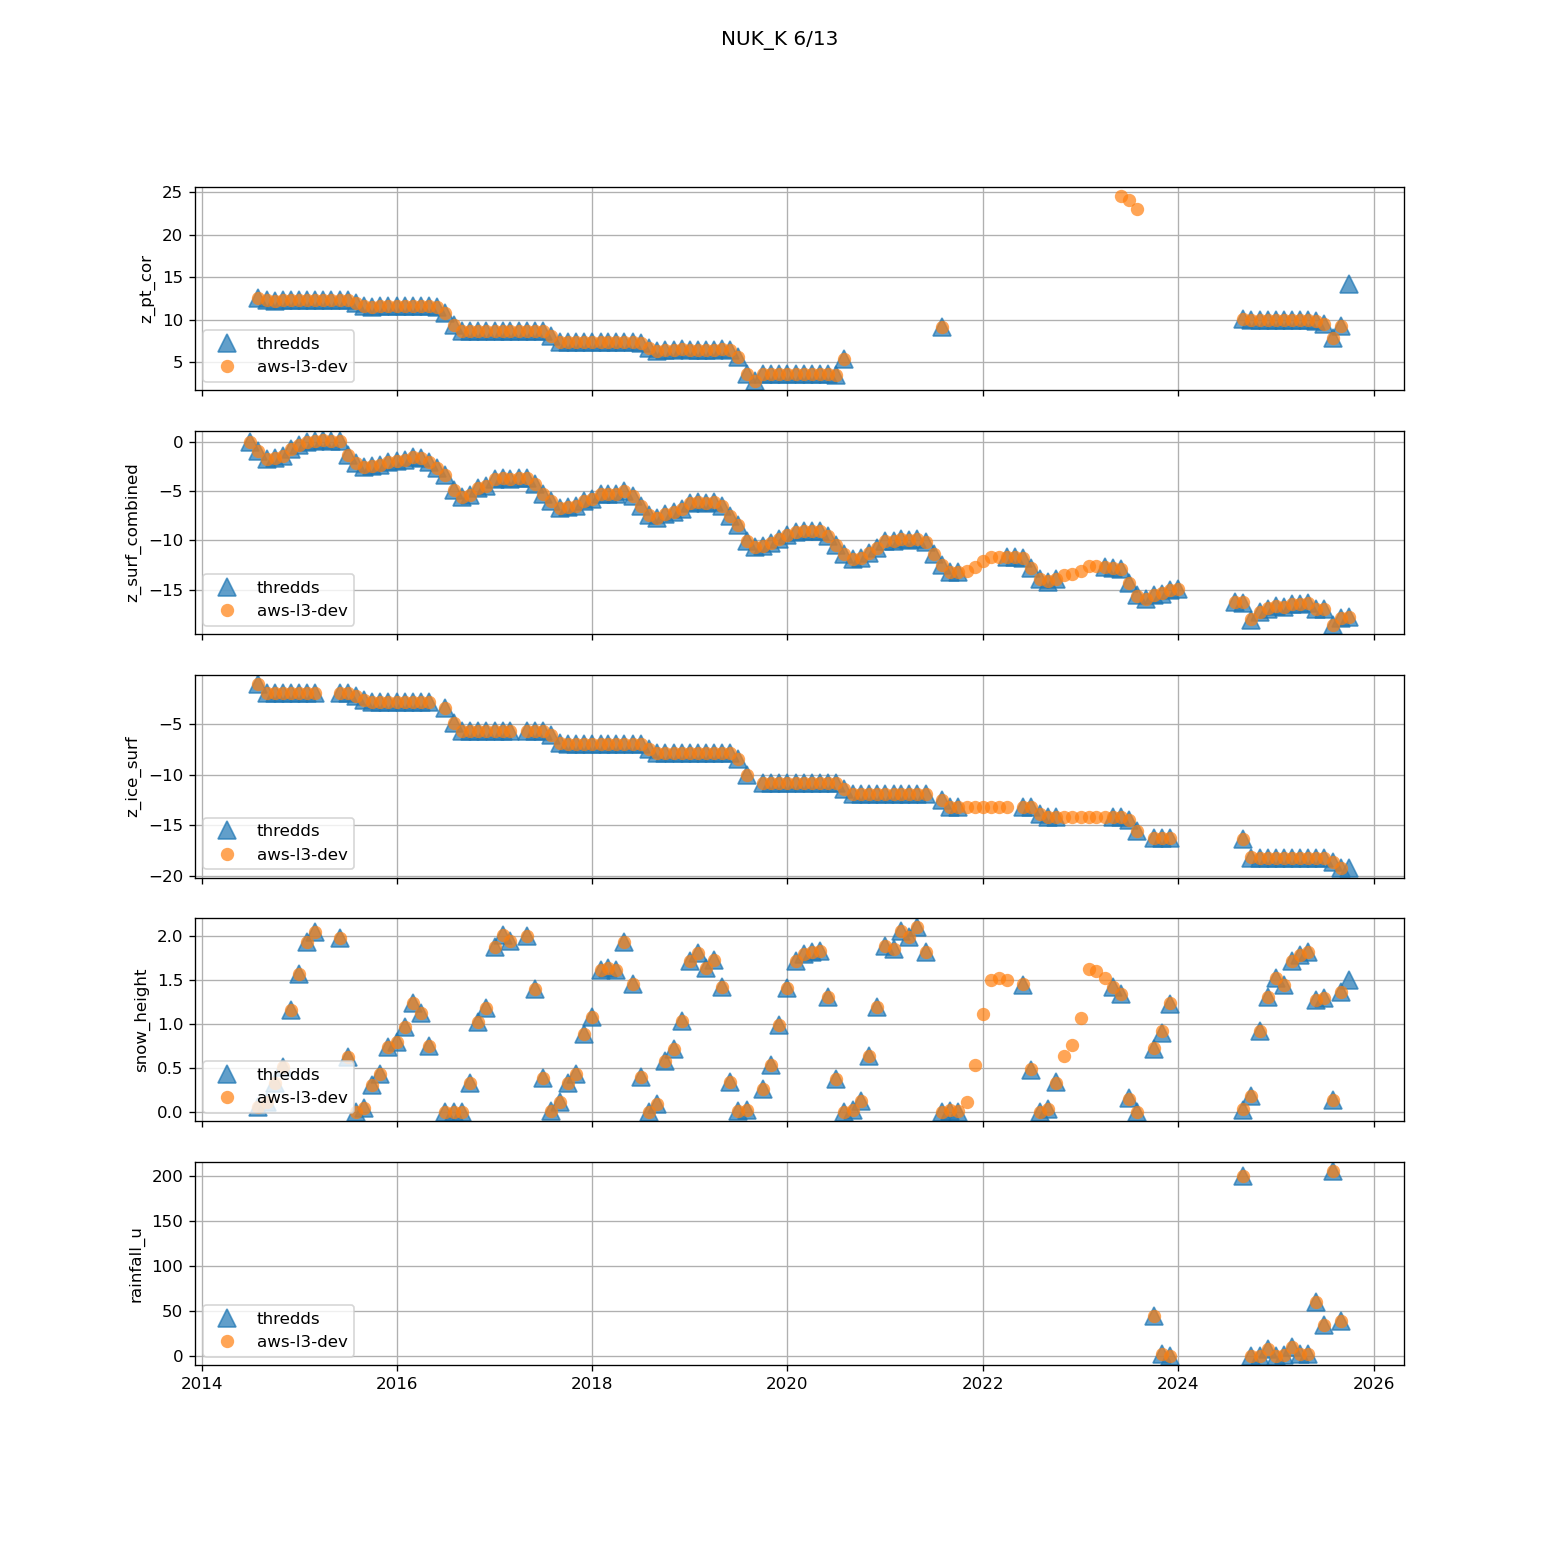 NUK_K 6/13
25
20
15
10
5
z_pt_cor
thredds
aws-l3-dev
0
−5
−10
−15
z_surf_combined
thredds
aws-l3-dev
−5
−10
−15
−20
z_ice_surf
thredds
aws-l3-dev
2.0
1.5
1.0
0.5
0.0
snow_height
thredds
aws-l3-dev
200
150
100
50
0
rainfall_u
thredds
aws-l3-dev
2014 2016 2018 2020 2022 2024 2026